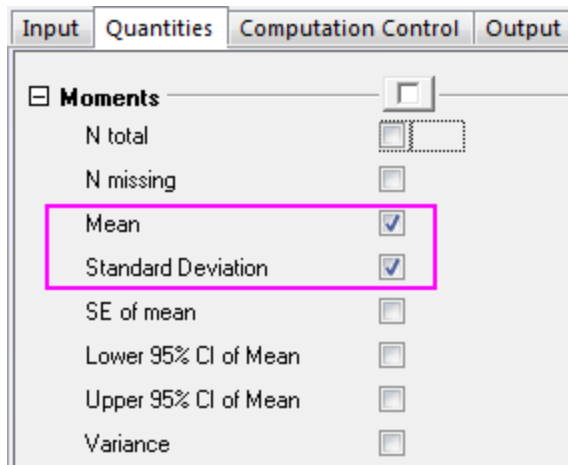 Input Quantities Computation Control Output
Moments
N total
N missing
Mean
Standard Deviation
SE of mean
Lower 95% CI of Mean
Upper 95% CI of Mean
Variance